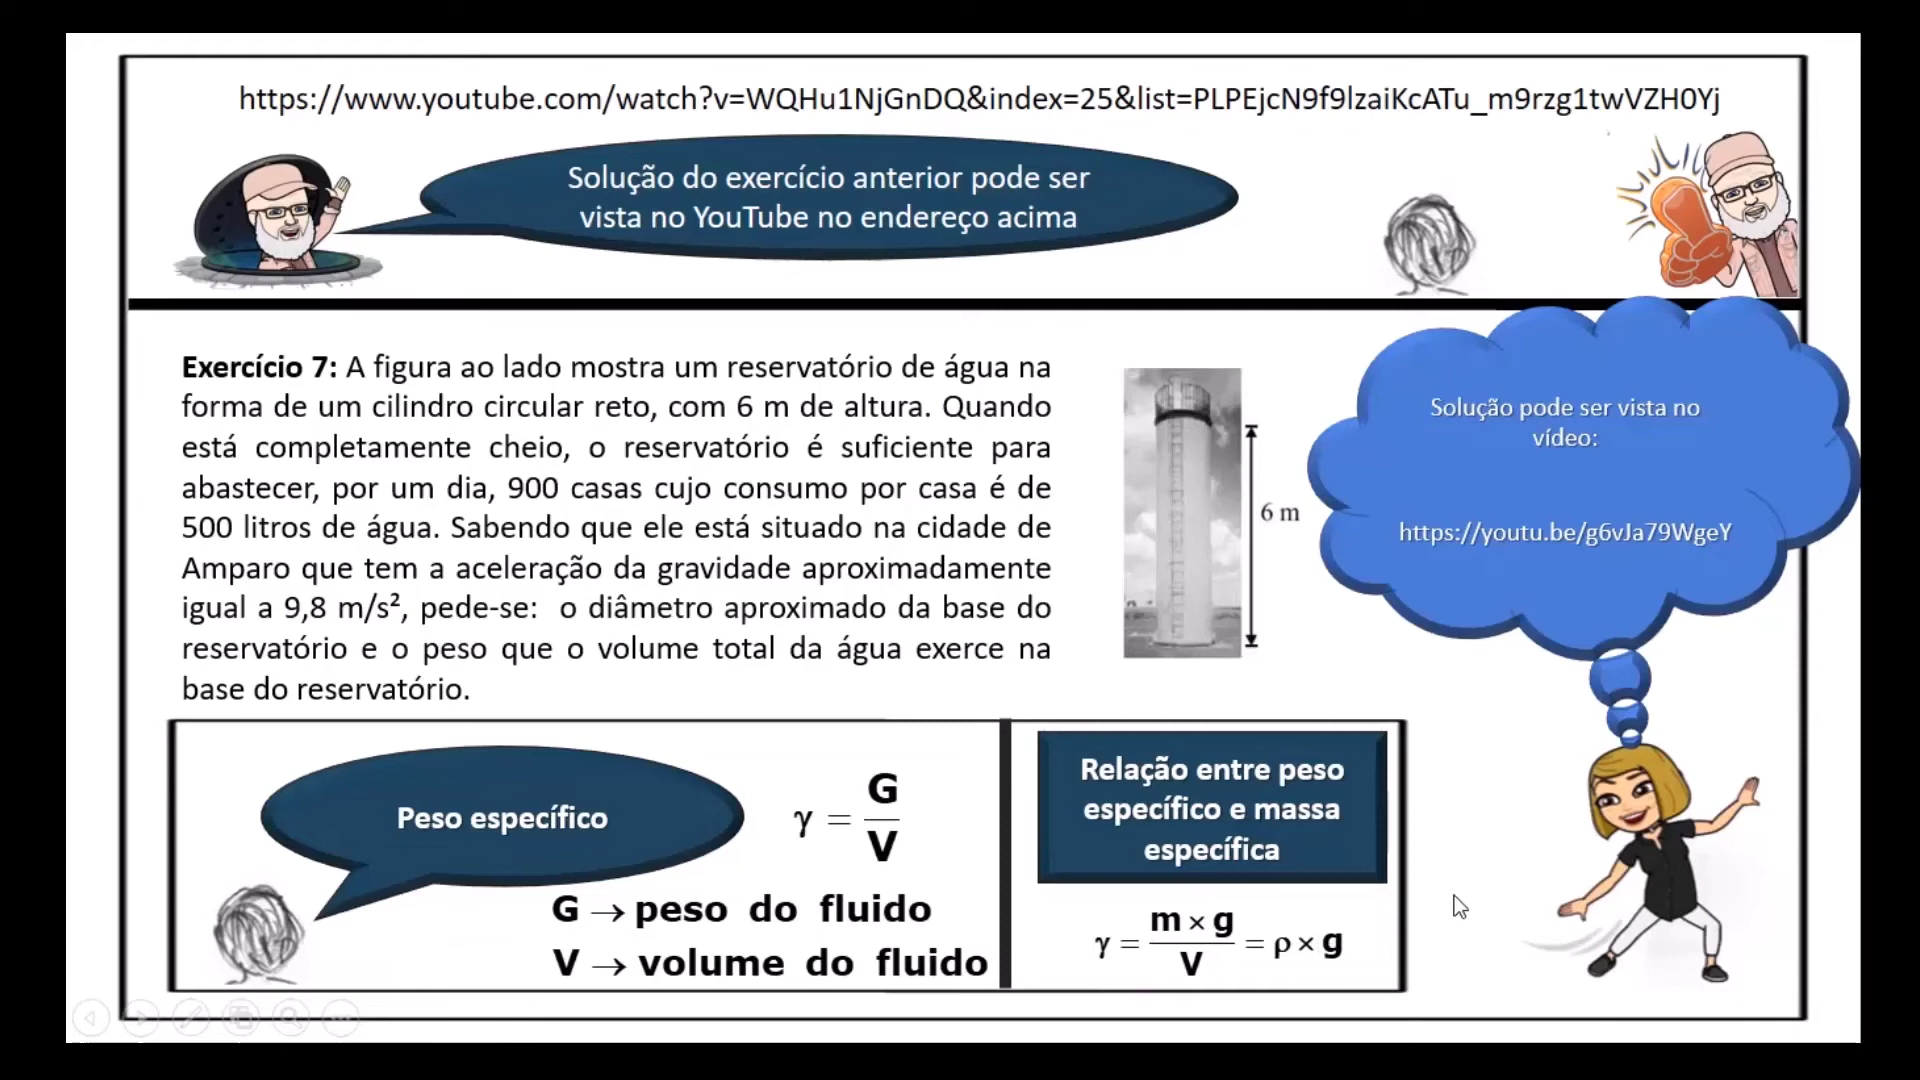 https://www.youtube.com/watch?v=WQHu1NjGnDQ&index=25&list=PLPEjcN9f9lzaiKcATu_m9rzg1twVZH0Yj
Solução do exercício anterior pode ser
vista no YouTube no endereço acima
Exercício 7: A figura ao lado mostra um reservatório de água na
forma de um cilindro circular reto, com 6 m de altura. Quando
está completamente cheio, o reservatório é suficiente para
abastecer, por um dia, 900 casas cujo consumo por casa é de
500 litros de água. Sabendo que ele está situado na cidade de
Amparo que tem a aceleração da gravidade aproximadamente
igual a 9,8 m/s², pede-se: o diâmetro aproximado da base do
reservatório e o peso que o volume total da água exerce na
base do reservatório.
6 m
Solução pode ser vista no
vídeo:
https://youtu.be/g6vJa79WgeY
Peso específico
γ = G/V
G → peso do fluido
V → volume do fluido
Relação entre peso
específico e massa
específica
γ = m × g/V = ρ × g